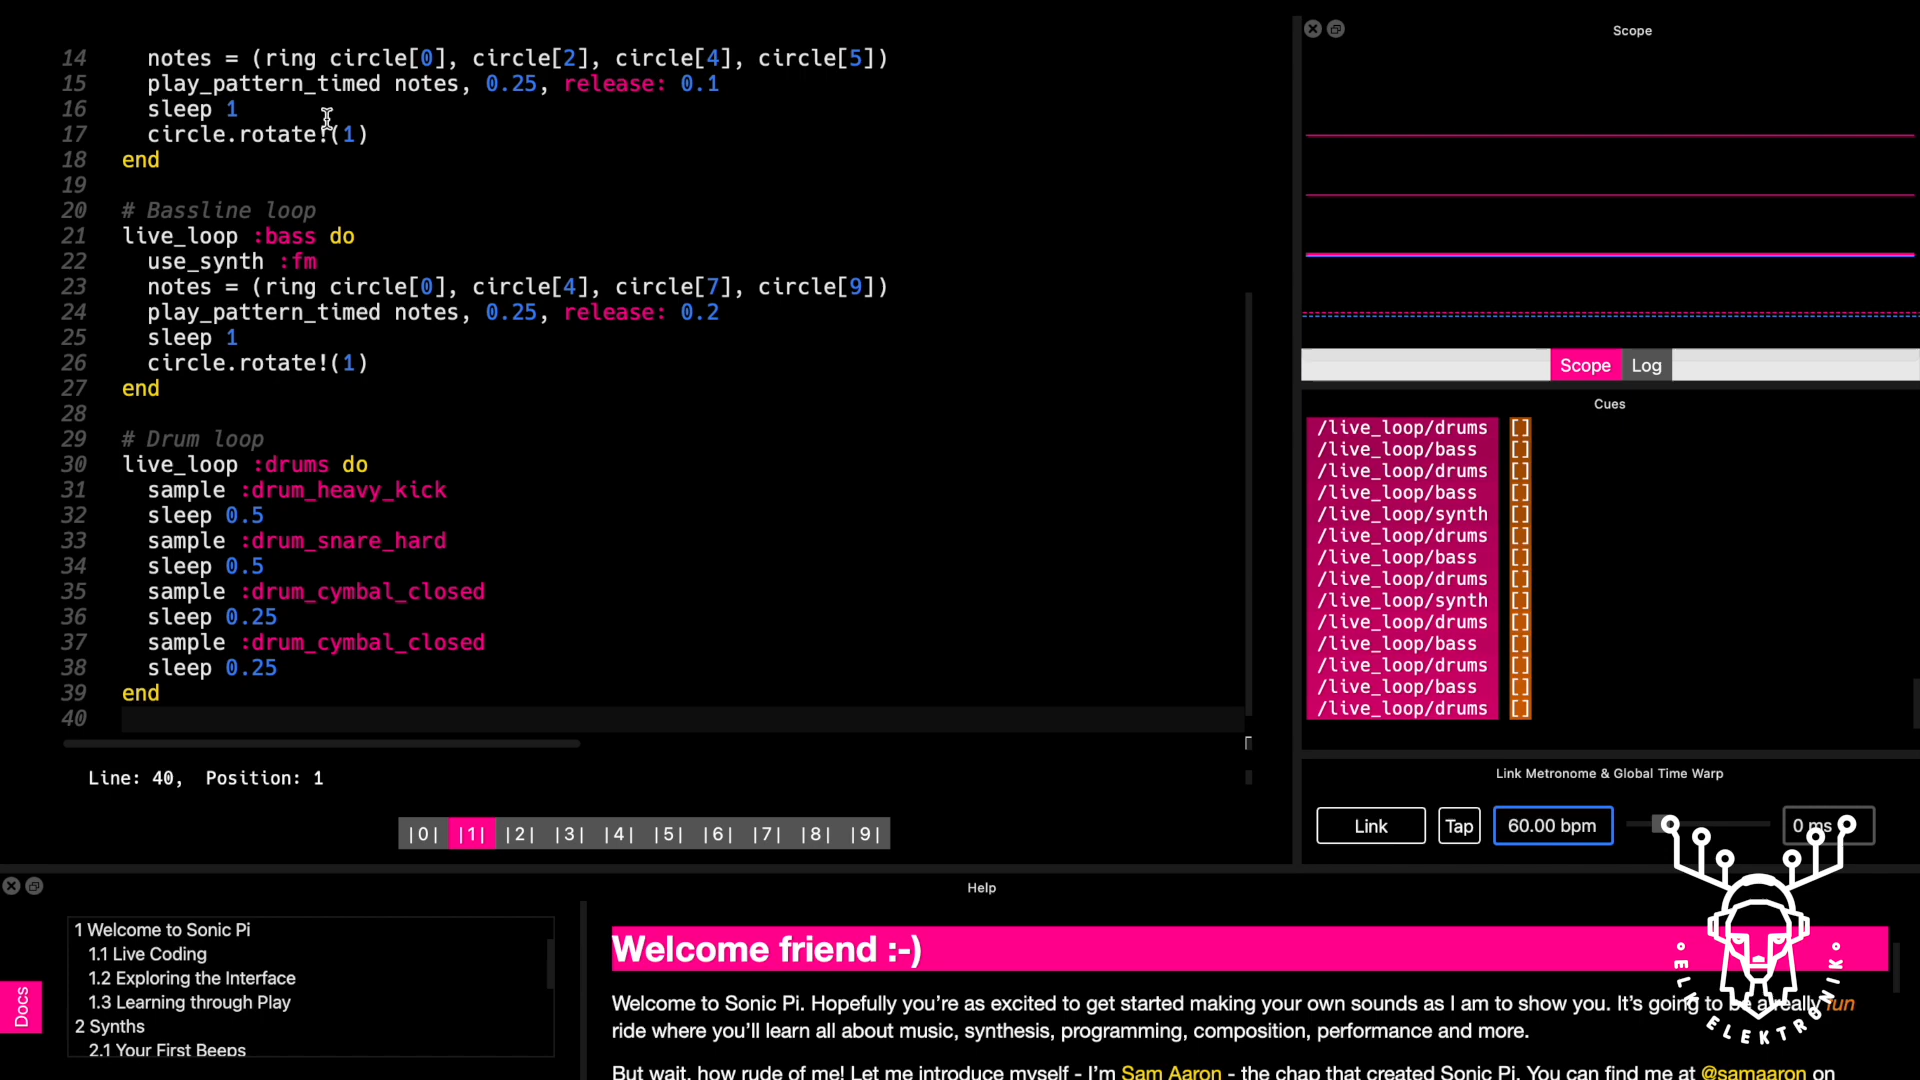 14 notes = (ring circle[0], circle[2], circle[4], circle[5])
15 play_pattern_timed notes, 0.25, release: 0.1
16 sleep 1
17 circle.rotate!(1)
18 end
19
20 # Bassline loop
21 live_loop :bass do
22 use_synth :fm
23 notes = (ring circle[0], circle[4], circle[7], circle[9])
24 play_pattern_timed notes, 0.25, release: 0.2
25 sleep 1
26 circle.rotate!(1)
27 end
28
29 # Drum loop
30 live_loop :drums do
31 sample :drum_heavy_kick
32 sleep 0.5
33 sample :drum_snare_hard
34 sleep 0.5
35 sample :drum_cymbal_closed
36 sleep 0.25
37 sample :drum_cymbal_closed
38 sleep 0.25
39 end
40
Line: 40, Position: 1
|0| |1| |2| |3| |4| |5| |6| |7| |8| |9|
Scope
Scope Log
Cues
/live_loop/drums []
/live_loop/bass []
/live_loop/drums []
/live_loop/bass []
/live_loop/synth []
/live_loop/drums []
/live_loop/bass []
/live_loop/drums []
/live_loop/synth []
/live_loop/drums []
/live_loop/bass []
/live_loop/drums []
/live_loop/bass []
/live_loop/drums []
Link Metronome & Global Time Warp
Link Tap 60.00 bpm 0 ms
Help
Docs
1 Welcome to Sonic Pi
1.1 Live Coding
1.2 Exploring the Interface
1.3 Learning through Play
2 Synths
2.1 Your First Beeps
Welcome friend :-)
Welcome to Sonic Pi. Hopefully you're as excited to get started making your own sounds as I am to show you. It's going to be a really fun
ride where you'll learn all about music, synthesis, programming, composition, performance and more.
But wait, how rude of me! Let me introduce myself - I'm Sam Aaron - the chap that created Sonic Pi. You can find me at @samaaron on
ELKELEKTRONIK